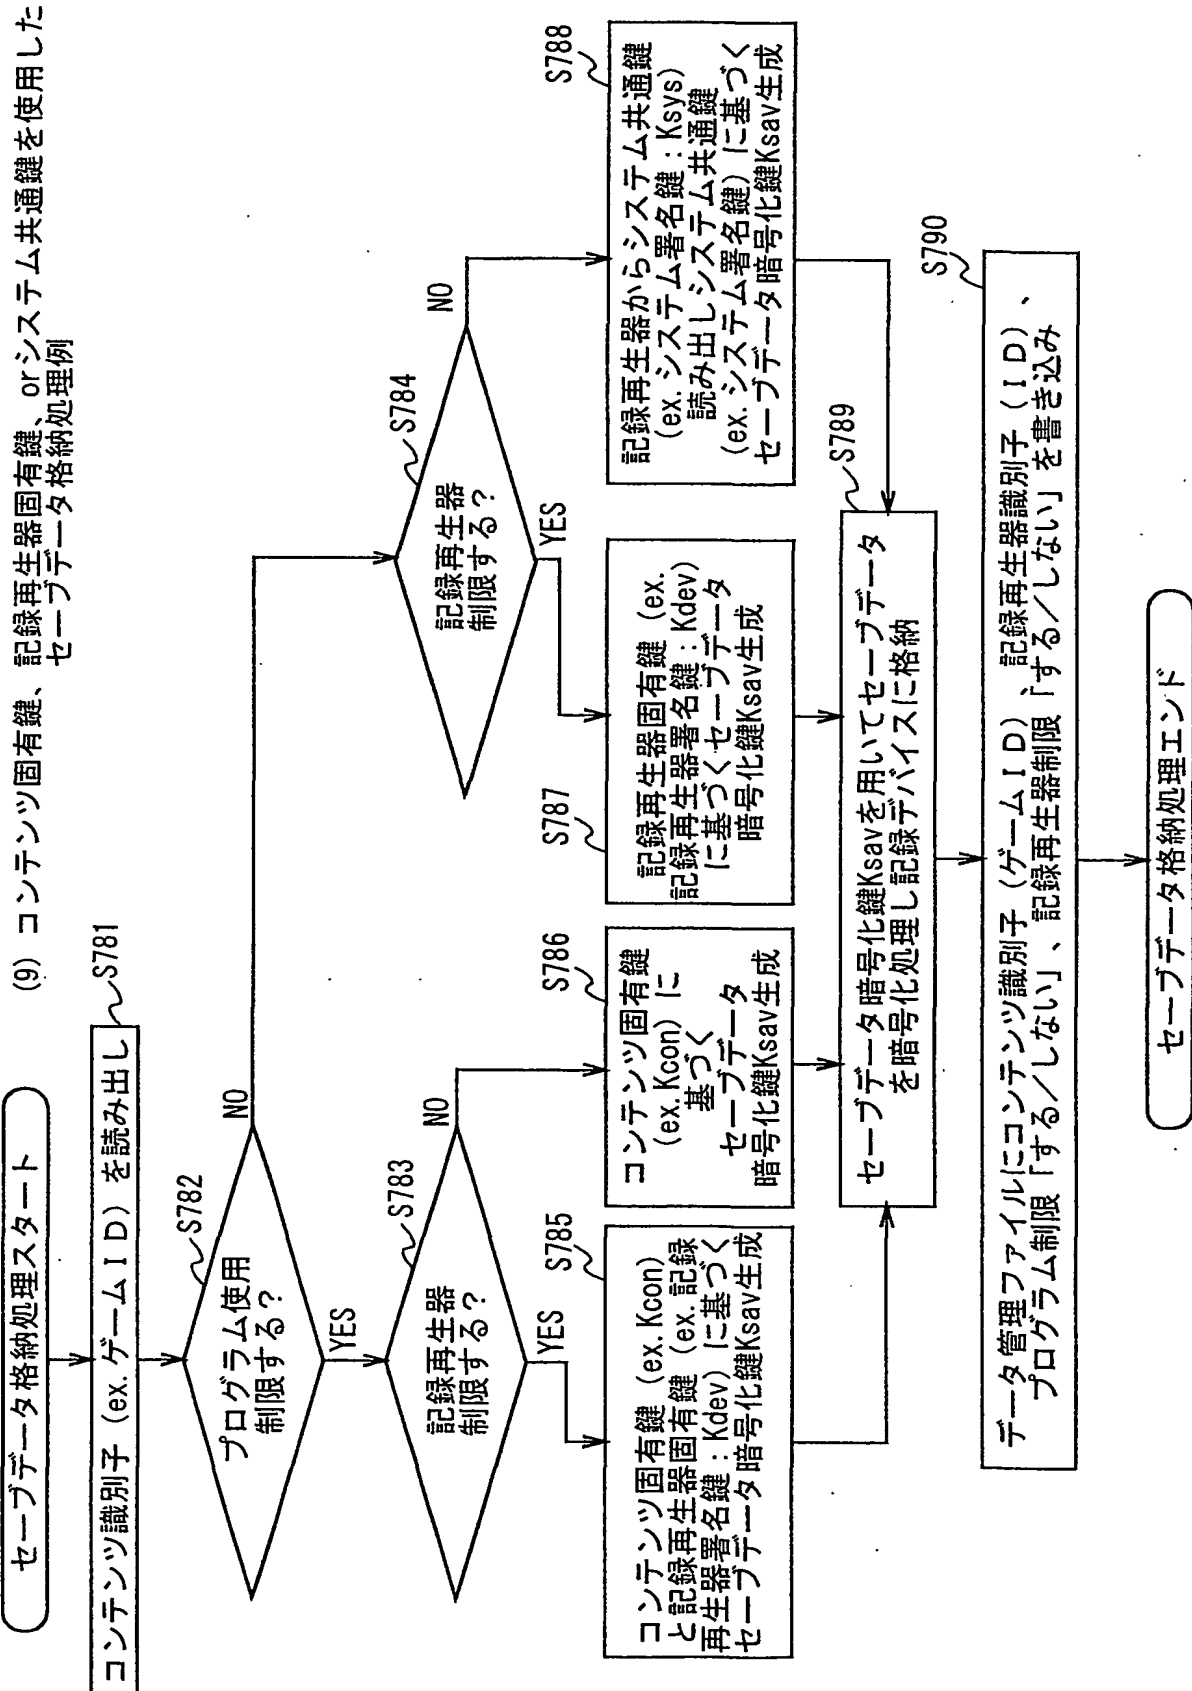 (9) コンテンツ固有鍵、記録再生器固有鍵、orシステム共通鍵を使用した
セーブデータ格納処理例
セーブデータ格納処理スタート
コンテンツ識別子 (ex.ゲームＩＤ) を読み出し
S781
プログラム使用
制限する?
S782
YES
NO
記録再生器
制限する?
S783
YES
NO
記録再生器
制限する?
S784
YES
NO
S785
コンテンツ固有鍵 (ex.Kcon)
と記録再生器固有鍵 (ex.記録
再生器署名鍵:Kdev) に基づく
セーブデータ暗号化鍵Ksav生成
S786
コンテンツ固有鍵
(ex.Kcon) に
基づく
セーブデータ
暗号化鍵Ksav生成
S787
記録再生器固有鍵 (ex.
記録再生器署名鍵:Kdev)
に基づくセーブデータ
暗号化鍵Ksav生成
S788
記録再生器からシステム共通鍵
(ex.システム署名鍵:Ksys)
読み出しシステム共通鍵
(ex.システム署名鍵) に基づく
セーブデータ暗号化鍵Ksav生成
S789
セーブデータ暗号化鍵Ksavを用いてセーブデータ
を暗号化処理し記録デバイスに格納
S790
データ管理ファイルにコンテンツ識別子 (ゲームＩＤ)、記録再生器識別子 (ＩＤ)、
プログラム制限「する／しない」、記録再生器制限「する／しない」を書き込み
セーブデータ格納処理エンド